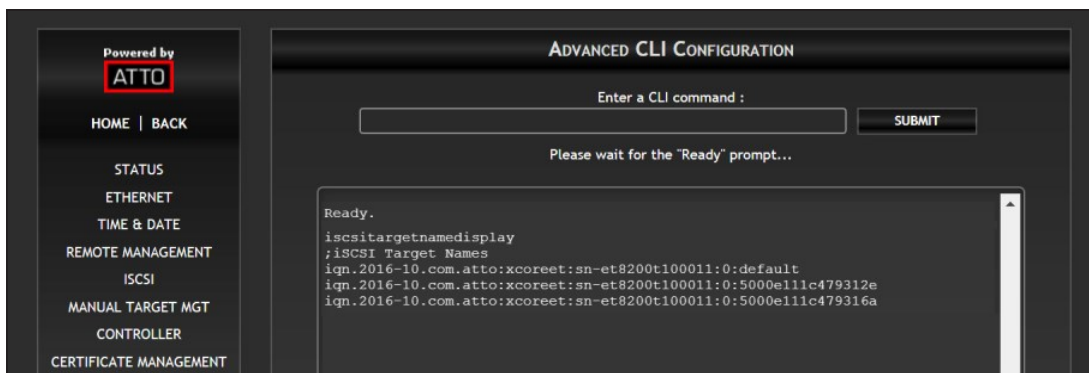 Powered by
ATTO
HOME | BACK
STATUS
ETHERNET
TIME & DATE
REMOTE MANAGEMENT
ISCSI
MANUAL TARGET MGT
CONTROLLER
CERTIFICATE MANAGEMENT
ADVANCED CLI CONFIGURATION
Enter a CLI command :
SUBMIT
Please wait for the "Ready" prompt...
Ready.
iscsitargetnamedisplay
;iSCSI Target Names
iqn.2016-10.com.atto:xcoreet:sn-et8200t100011:0:default
iqn.2016-10.com.atto:xcoreet:sn-et8200t100011:0:5000e111c479312e
iqn.2016-10.com.atto:xcoreet:sn-et8200t100011:0:5000e111c479316a